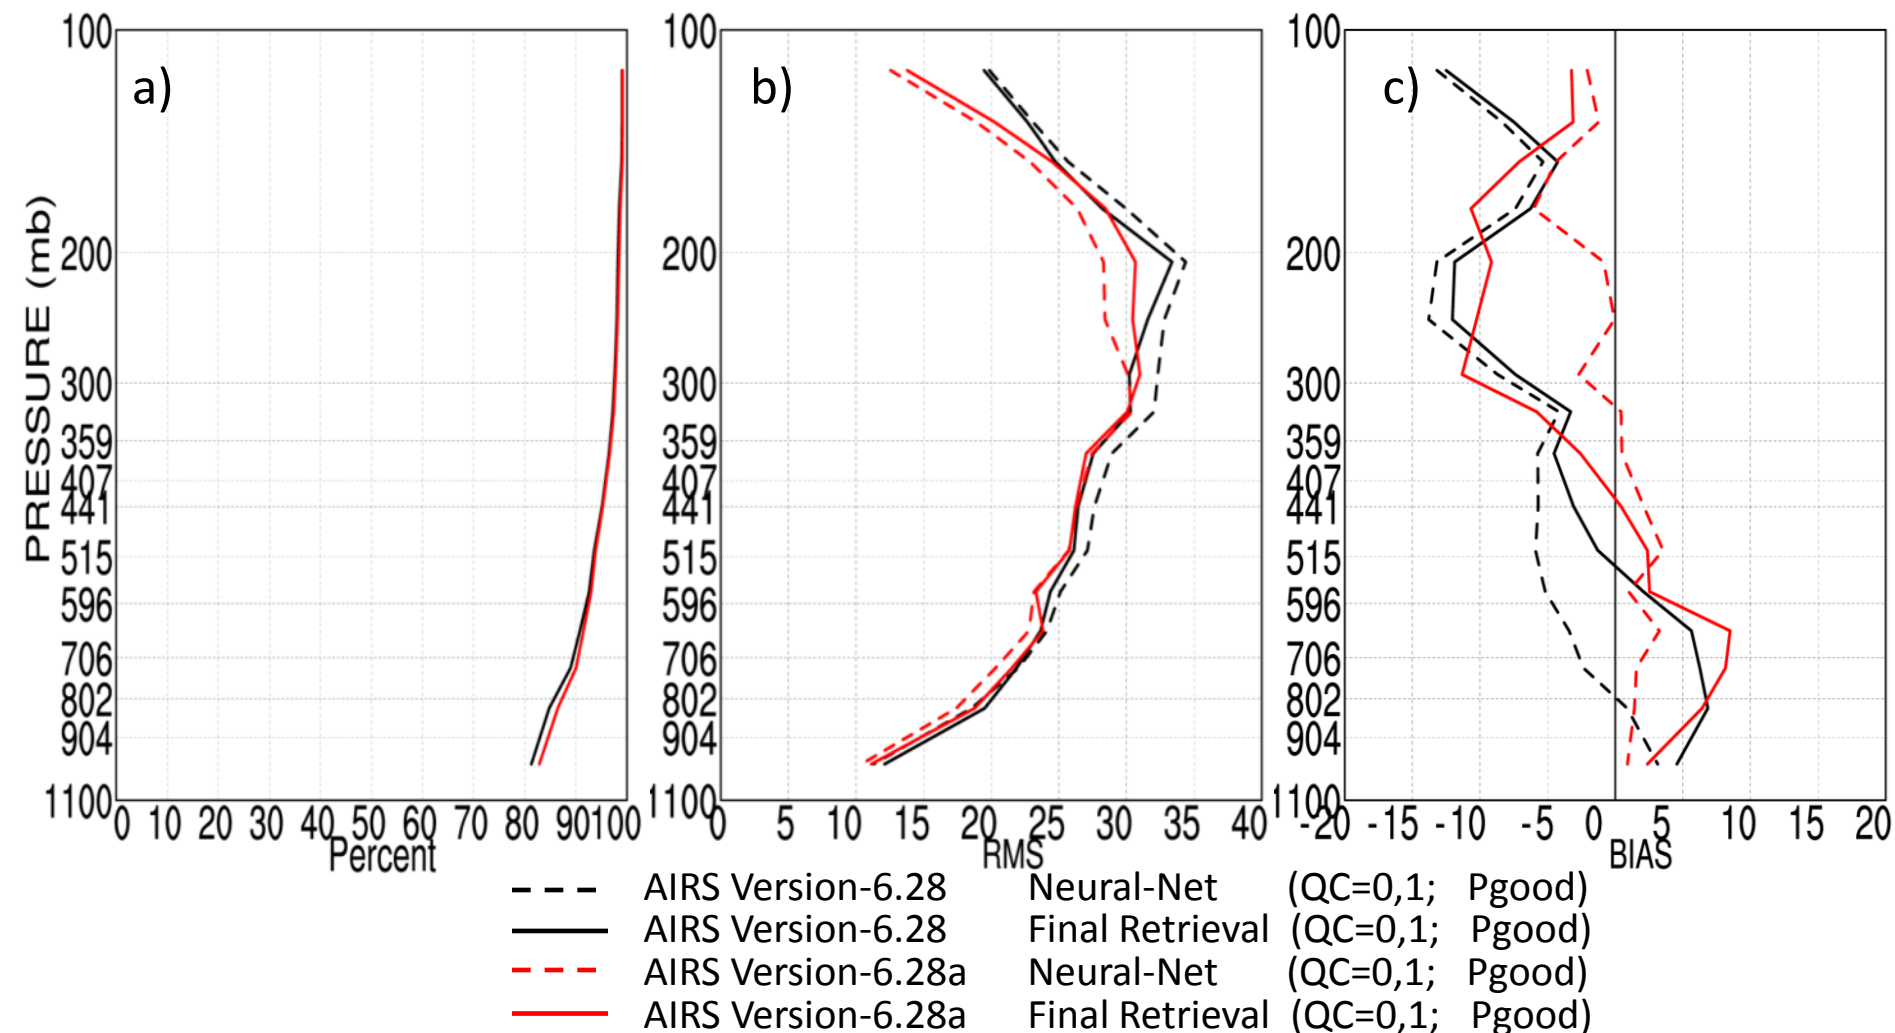 a)
b)
c)
PRESSURE (mb)
100
200
300
359
407
441
515
596
706
802
904
1100
0 10 20 30 40 50 60 70 80 90 100
Percent
100
200
300
359
407
441
515
596
706
802
904
1100
0 5 10 15 20 25 30 35 40
RMS
100
200
300
359
407
441
515
596
706
802
904
1100
-20 -15 -10 -5 0 5 10 15 20
BIAS
AIRS Version-6.28 Neural-Net (QC=0,1; Pgood)
AIRS Version-6.28 Final Retrieval (QC=0,1; Pgood)
AIRS Version-6.28a Neural-Net (QC=0,1; Pgood)
AIRS Version-6.28a Final Retrieval (QC=0,1; Pgood)